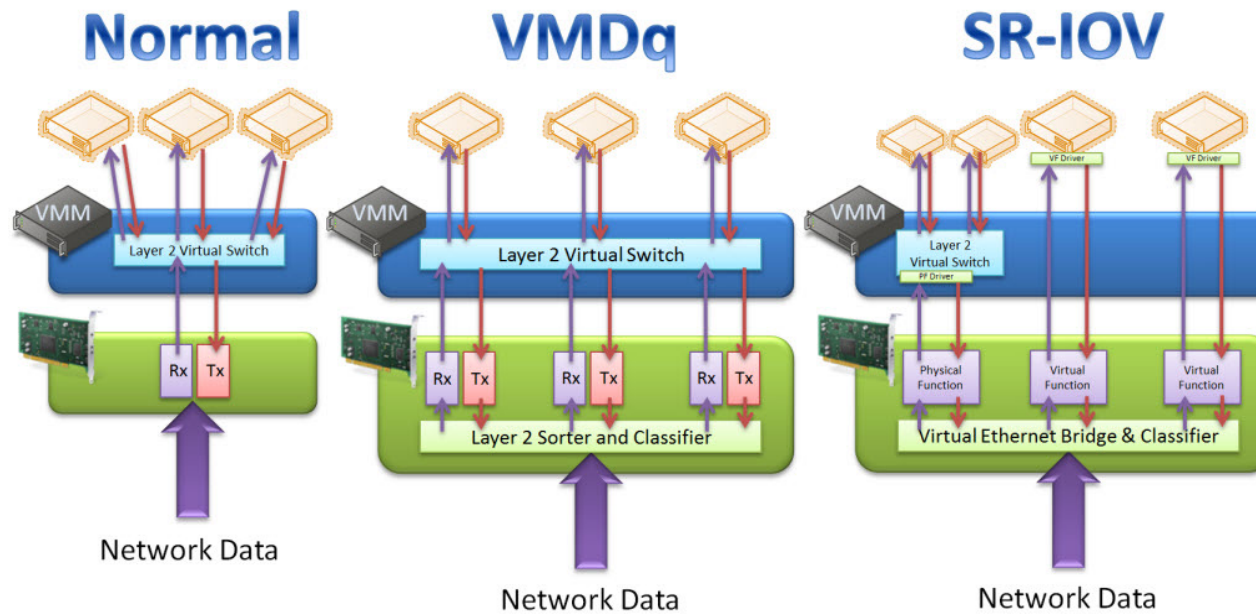 Normal
VMM
Layer 2 Virtual Switch
Rx
Tx
Network Data
VMDq
VMM
Layer 2 Virtual Switch
Rx
Tx
Rx
Tx
Rx
Tx
Layer 2 Sorter and Classifier
Network Data
SR-IOV
VF Driver
VF Driver
VMM
Layer 2
Virtual Switch
PF Driver
Physical
Function
Virtual
Function
Virtual
Function
Virtual Ethernet Bridge & Classifier
Network Data